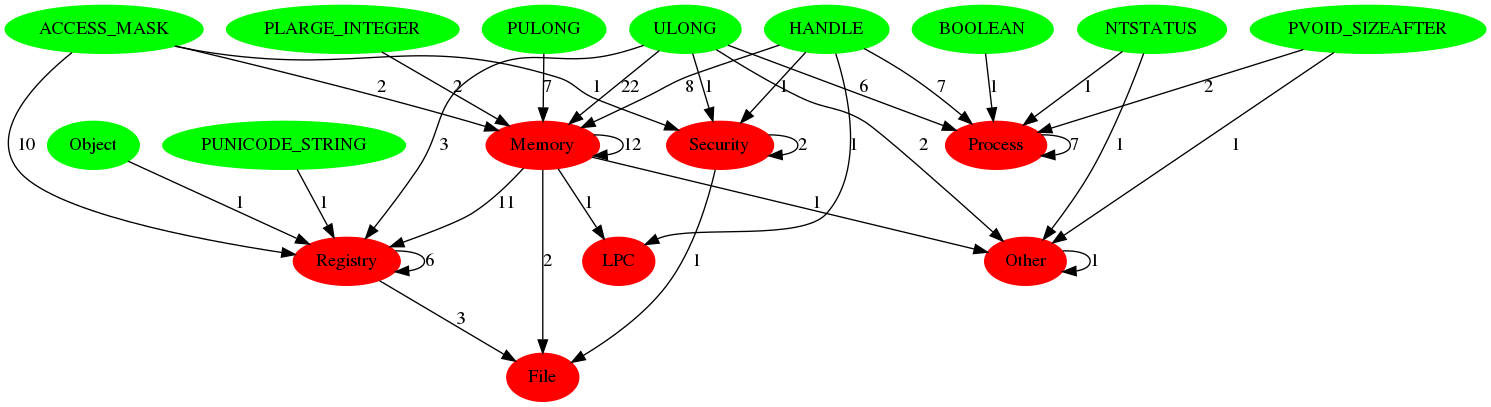 ACCESS_MASK PLARGE_INTEGER PULONG ULONG HANDLE BOOLEAN NTSTATUS PVOID_SIZEAFTER
2 2 7 1 22 1 1 8 6 7 1 1 2
Object PUNICODE_STRING Memory Security Process
10 3 12 2 2 1 7 1 1
1 1 11 1 1
Registry LPC Other
6 2 1 1
3
File